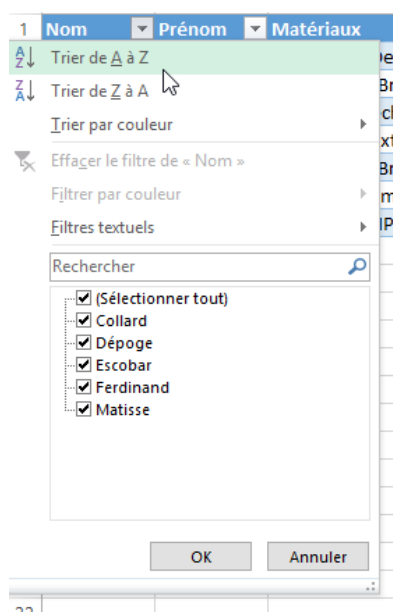 1 Nom Prénom Matériaux
Trier de A à Z
Trier de Z à A
Trier par couleur
Effacer le filtre de « Nom »
Filtrer par couleur
Filtres textuels
Rechercher
(Sélectionner tout)
Collard
Dépoge
Escobar
Ferdinand
Matisse
OK Annuler